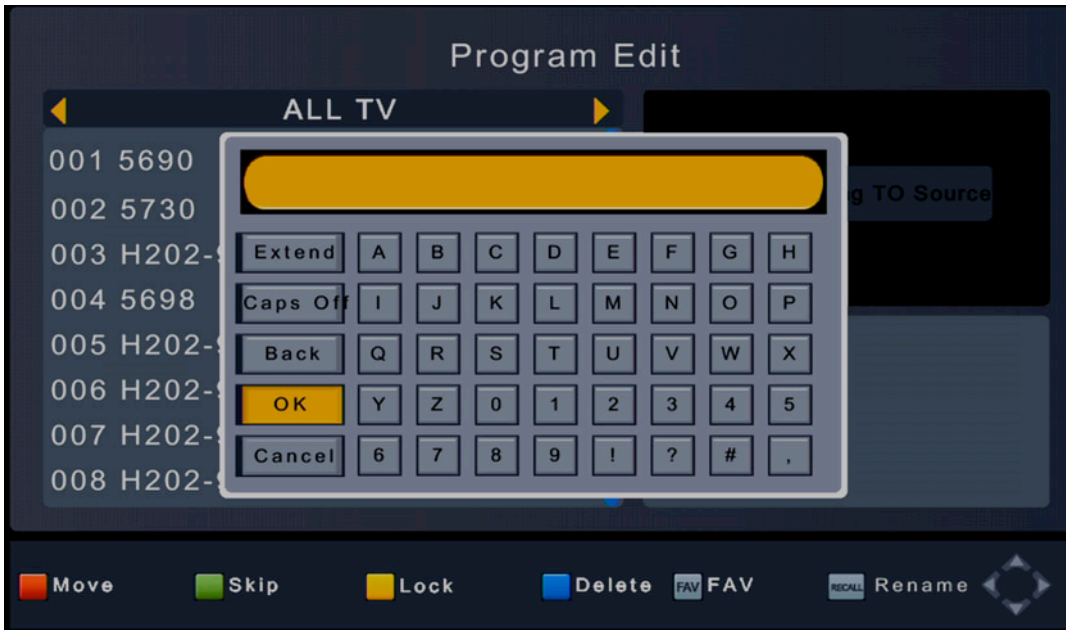 Program Edit
ALL TV
001 5690
002 5730
003 H202-
004 5698
005 H202-
006 H202-
007 H202-
008 H202-
g TO Source
Extend A B C D E F G H
Caps Off I J K L M N O P
Back Q R S T U V W X
OK Y Z 0 1 2 3 4 5
Cancel 6 7 8 9 ! ? # ,
Move Skip Lock Delete FAV FAV RECALL Rename